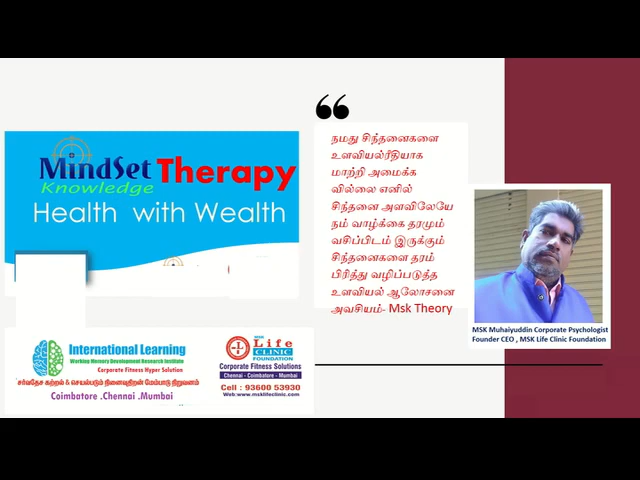 MindSet Therapy
Knowledge
Health with Wealth
❛❛
நமது சிந்தனைகளை
உளவியல்ரீதியாக
மாற்றி அமைக்க
வில்லை எனில்
சிந்தனை அளவிலேயே
நம் வாழ்க்கை தரமும்
வசிப்பிடம் இருக்கும்
சிந்தனைகளை தரம்
பிரித்து வழிப்படுத்த
உளவியல் ஆலோசனை
அவசியம்- Msk Theory
MSK Muhaiyuddin Corporate Psychologist
Founder CEO , MSK Life Clinic Foundation
International Learning
Working Memory Development Research Institute
Corporate Fitness Hyper Solution
சர்வதேச கற்றல் & செயல்படும் நினைவுதிறன் மேம்பாடு நிறுவனம்
Coimbatore .Chennai .Mumbai
MSK
Life
CLINIC
FOUNDATION
Corporate Fitness Solutions
Chennai - Coimbatore - Mumbai
Cell : 93600 53930
Web:www.msklifeclinic.com